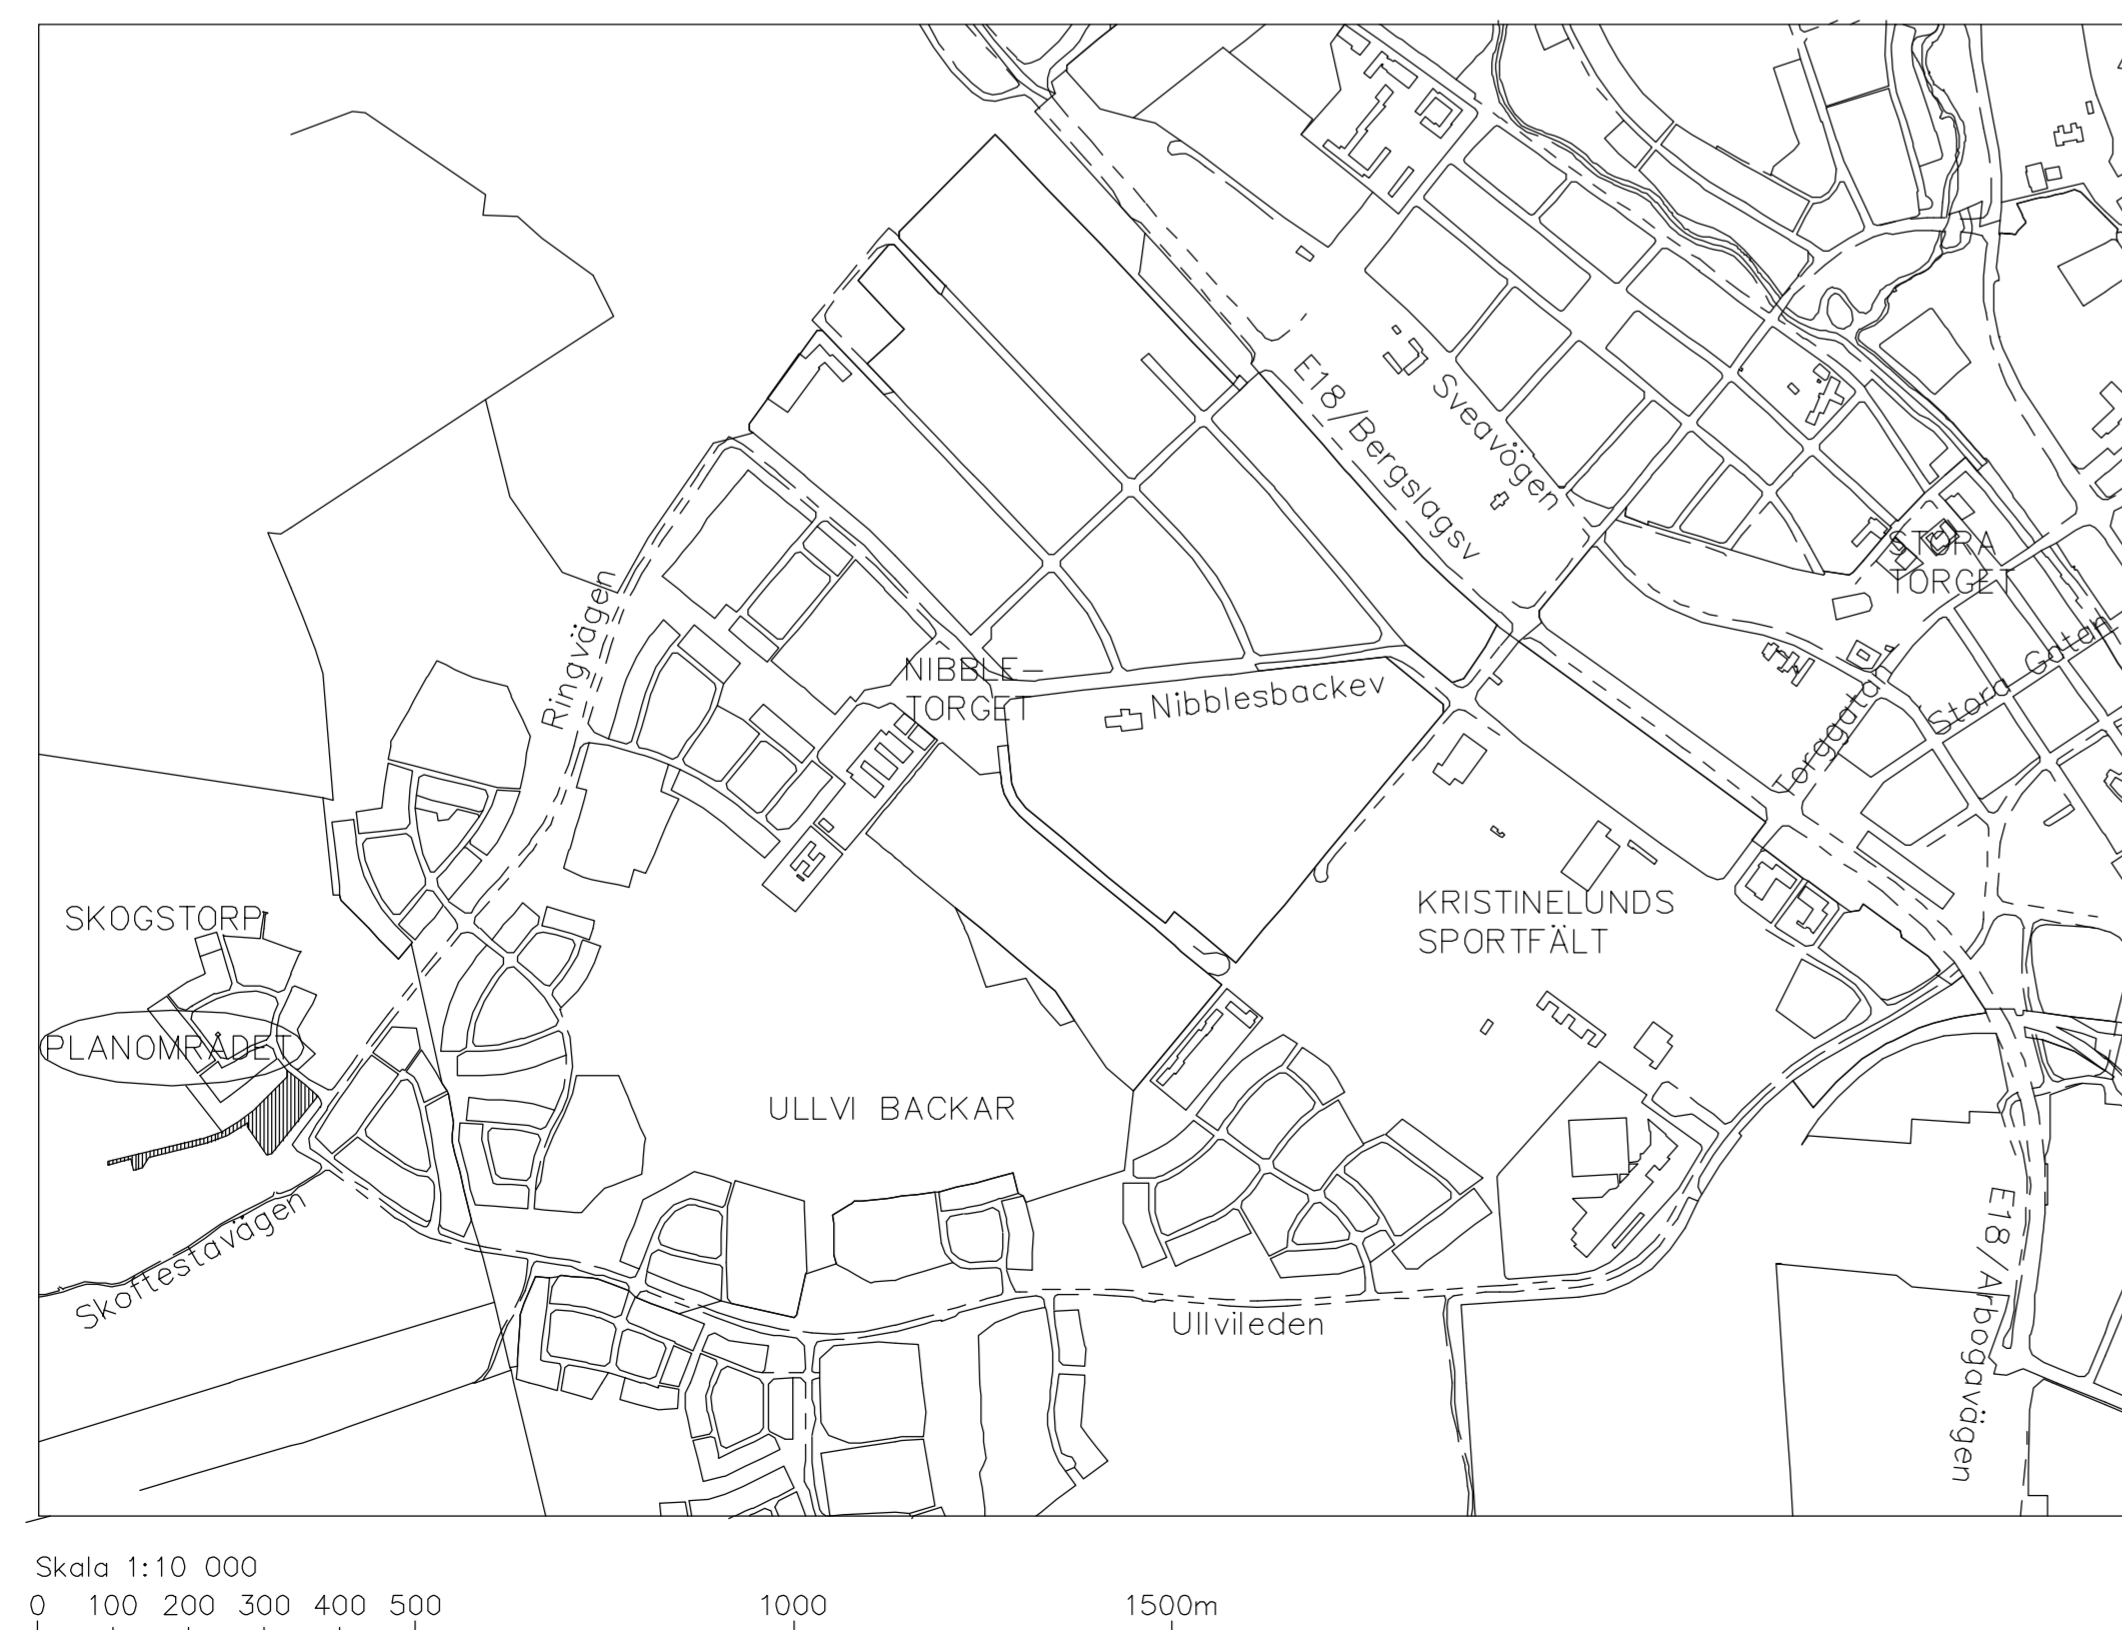 E18/Bergslagsv
Sveavögen
STORA
TORGET
Ringvägen
NIBBLE-
TORGET
Nibblesbackev
Stora Gatan
Torggatan
SKOGSTORP
KRISTINELUNDS
SPORTFÄLT
PLANOMRÅDET
ULLVI BACKAR
Skoftestavägen
Ullvileden
E18/Arbogavägen
Skala 1:10 000
0 100 200 300 400 500 1000 1500m